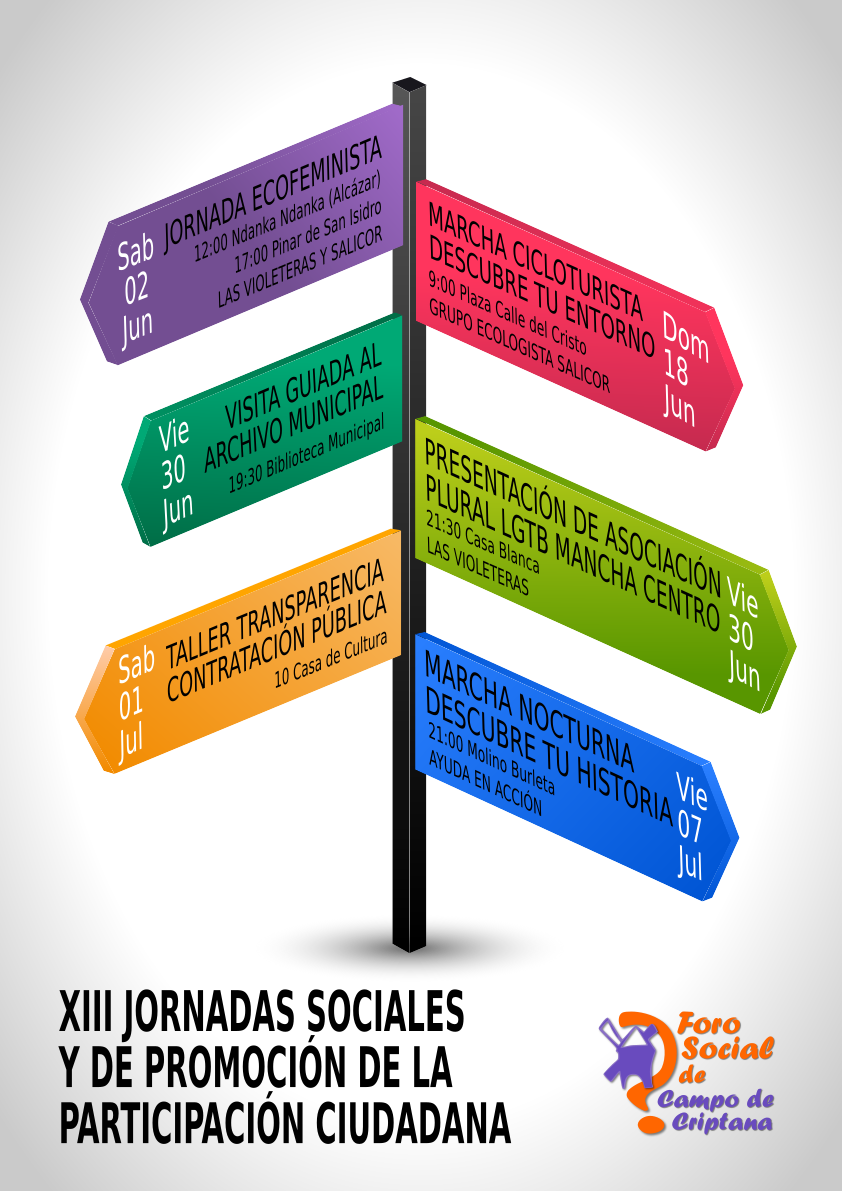 JORNADA ECOFEMINISTA
12:00 Ndanka Ndanka (Alcázar)
17:00 Pinar de San Isidro
LAS VIOLETERAS Y SALICOR
Sab
02
Jun
MARCHA CICLOTURISTA
DESCUBRE TU ENTORNO
9:00 Plaza Calle del Cristo
GRUPO ECOLOGISTA SALICOR
Dom
18
Jun
VISITA GUIADA AL
ARCHIVO MUNICIPAL
19:30 Biblioteca Municipal
Vie
30
Jun
PRESENTACIÓN DE ASOCIACIÓN
PLURAL LGTB MANCHA CENTRO
21:30 Casa Blanca
LAS VIOLETERAS
Vie
30
Jun
TALLER TRANSPARENCIA
CONTRATACIÓN PÚBLICA
10 Casa de Cultura
Sab
01
Jul
MARCHA NOCTURNA
DESCUBRE TU HISTORIA
21:00 Molino Burleta
AYUDA EN ACCIÓN
Vie
07
Jul
XIII JORNADAS SOCIALES
Y DE PROMOCIÓN DE LA
PARTICIPACIÓN CIUDADANA
Foro
Social
de
Campo de
Criptana